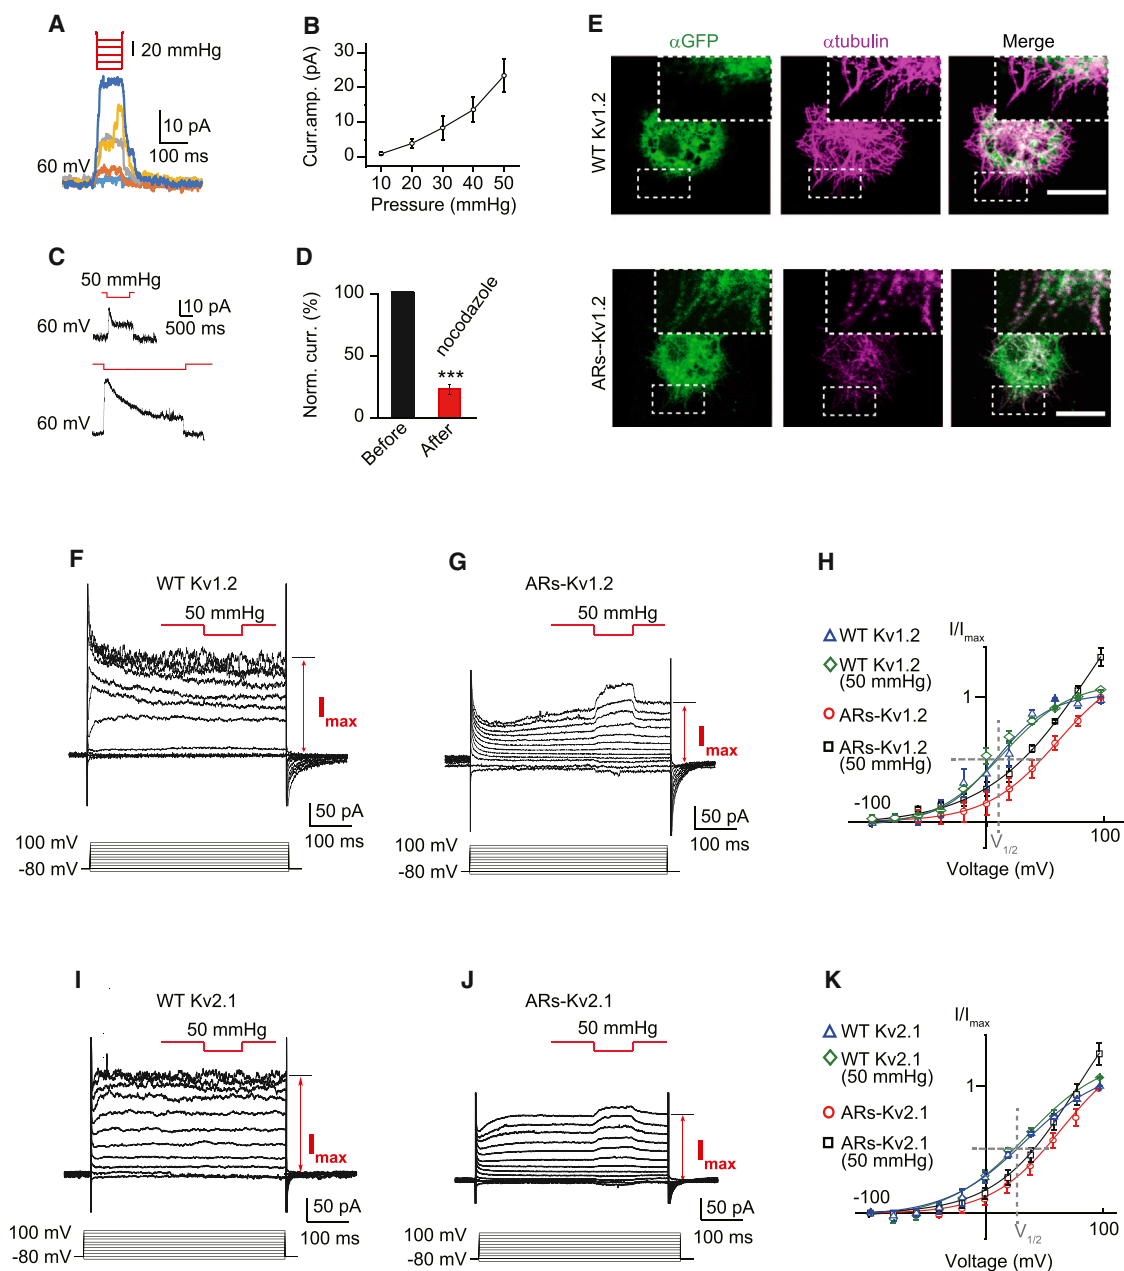 A
20 mmHg
10 pA
100 ms
60 mV
B
Curr.amp. (pA)
30
20
10
0
10
20
30
40
50
Pressure (mmHg)
C
50 mmHg
10 pA
500 ms
60 mV
60 mV
D
Norm. curr. (%)
100
50
0
nocodazole
***
Before
After
E
αGFP
αtubulin
Merge
WT Kv1.2
ARs--Kv1.2
F
WT Kv1.2
50 mmHg
Imax
50 pA
100 ms
100 mV
-80 mV
G
ARs-Kv1.2
50 mmHg
Imax
50 pA
100 ms
100 mV
-80 mV
H
WT Kv1.2
WT Kv1.2
(50 mmHg)
ARs-Kv1.2
ARs-Kv1.2
(50 mmHg)
I/Imax
1
-100
100
V1/2
Voltage (mV)
I
WT Kv2.1
50 mmHg
Imax
50 pA
100 ms
100 mV
-80 mV
J
ARs-Kv2.1
50 mmHg
Imax
50 pA
100 ms
100 mV
-80 mV
K
WT Kv2.1
WT Kv2.1
(50 mmHg)
ARs-Kv2.1
ARs-Kv2.1
(50 mmHg)
I/Imax
1
-100
100
V1/2
Voltage (mV)